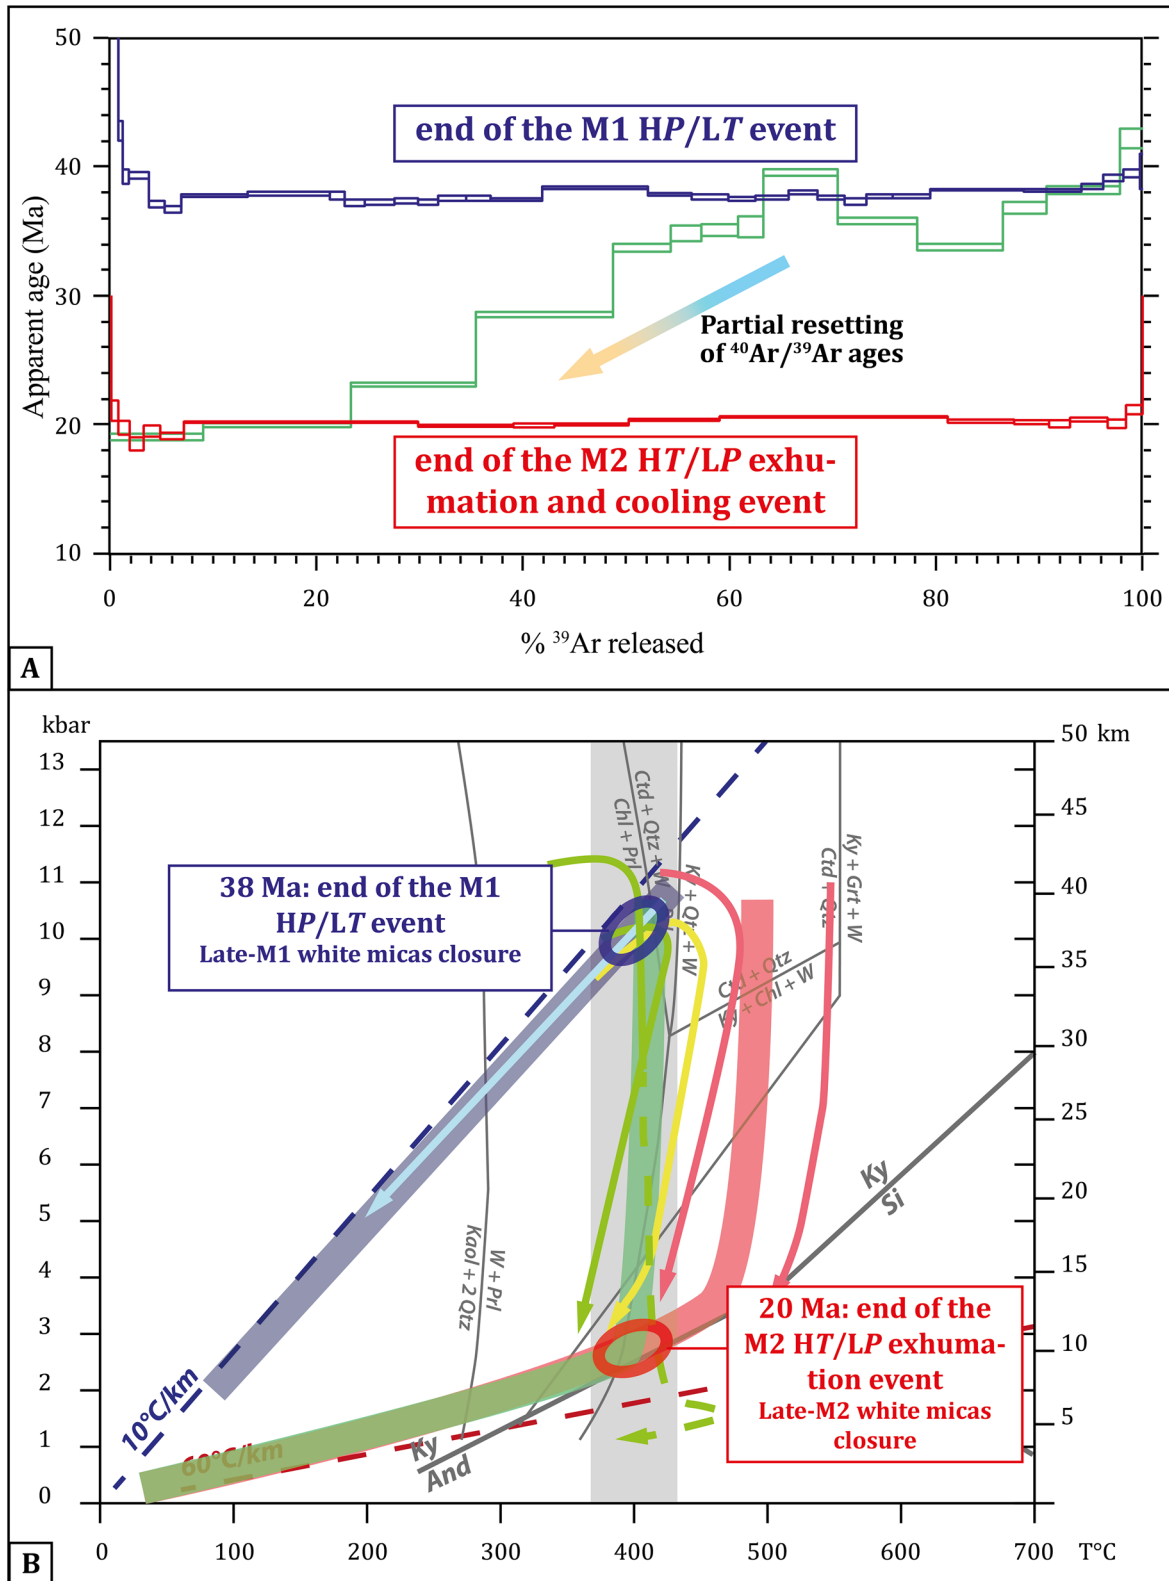 50
40
30
20
10
Apparent age (Ma)
end of the M1 HP/LT event
Partial resetting
of ⁴⁰Ar/³⁹Ar ages
end of the M2 HT/LP exhu-
mation and cooling event
0 20 40 60 80 100
% ³⁹Ar released
A
kbar
50 km
13
12
11
10
9
8
7
6
5
4
3
2
1
0
45
40
35
30
25
20
15
10
5
Ctd + Qtz + W
Chl + Prl
Ky + Qtz + W
Ky + Grt + W
Ctd + Qtz
Ctd + Qtz
Ky + Chl + W
38 Ma: end of the M1
HP/LT event
Late-M1 white micas closure
W + Prl
Kaol + 2 Qtz
Ky
Si
20 Ma: end of the
M2 HT/LP exhuma-
tion event
Late-M2 white micas
closure
10°C/km
60°C/km
Ky
And
0 100 200 300 400 500 600 700 T°C
B